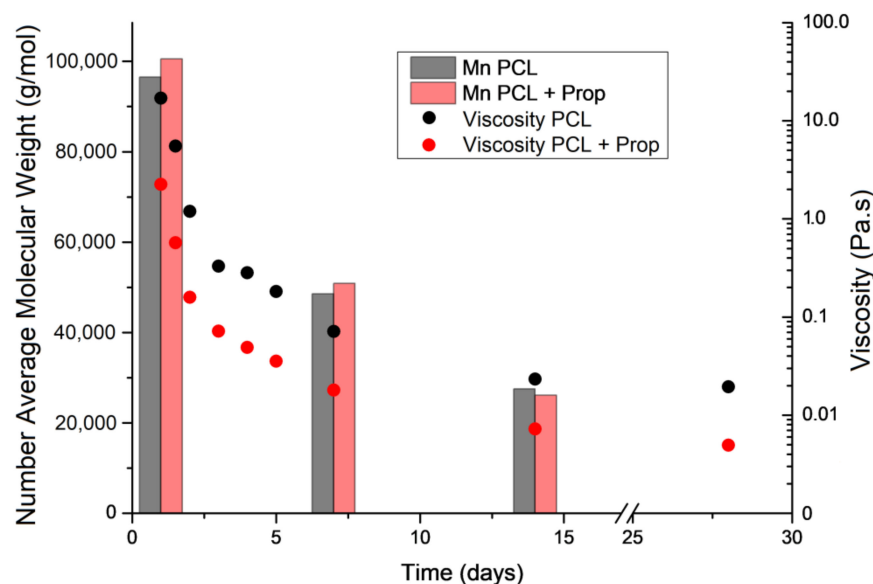 Number Average Molecular Weight (g/mol)
100,000
80,000
60,000
40,000
20,000
0
Mn PCL
Mn PCL + Prop
Viscosity PCL
Viscosity PCL + Prop
100.0
10.0
1.0
0.1
0.01
0
Viscosity (Pa.s)
0
5
10
15
25
30
Time (days)